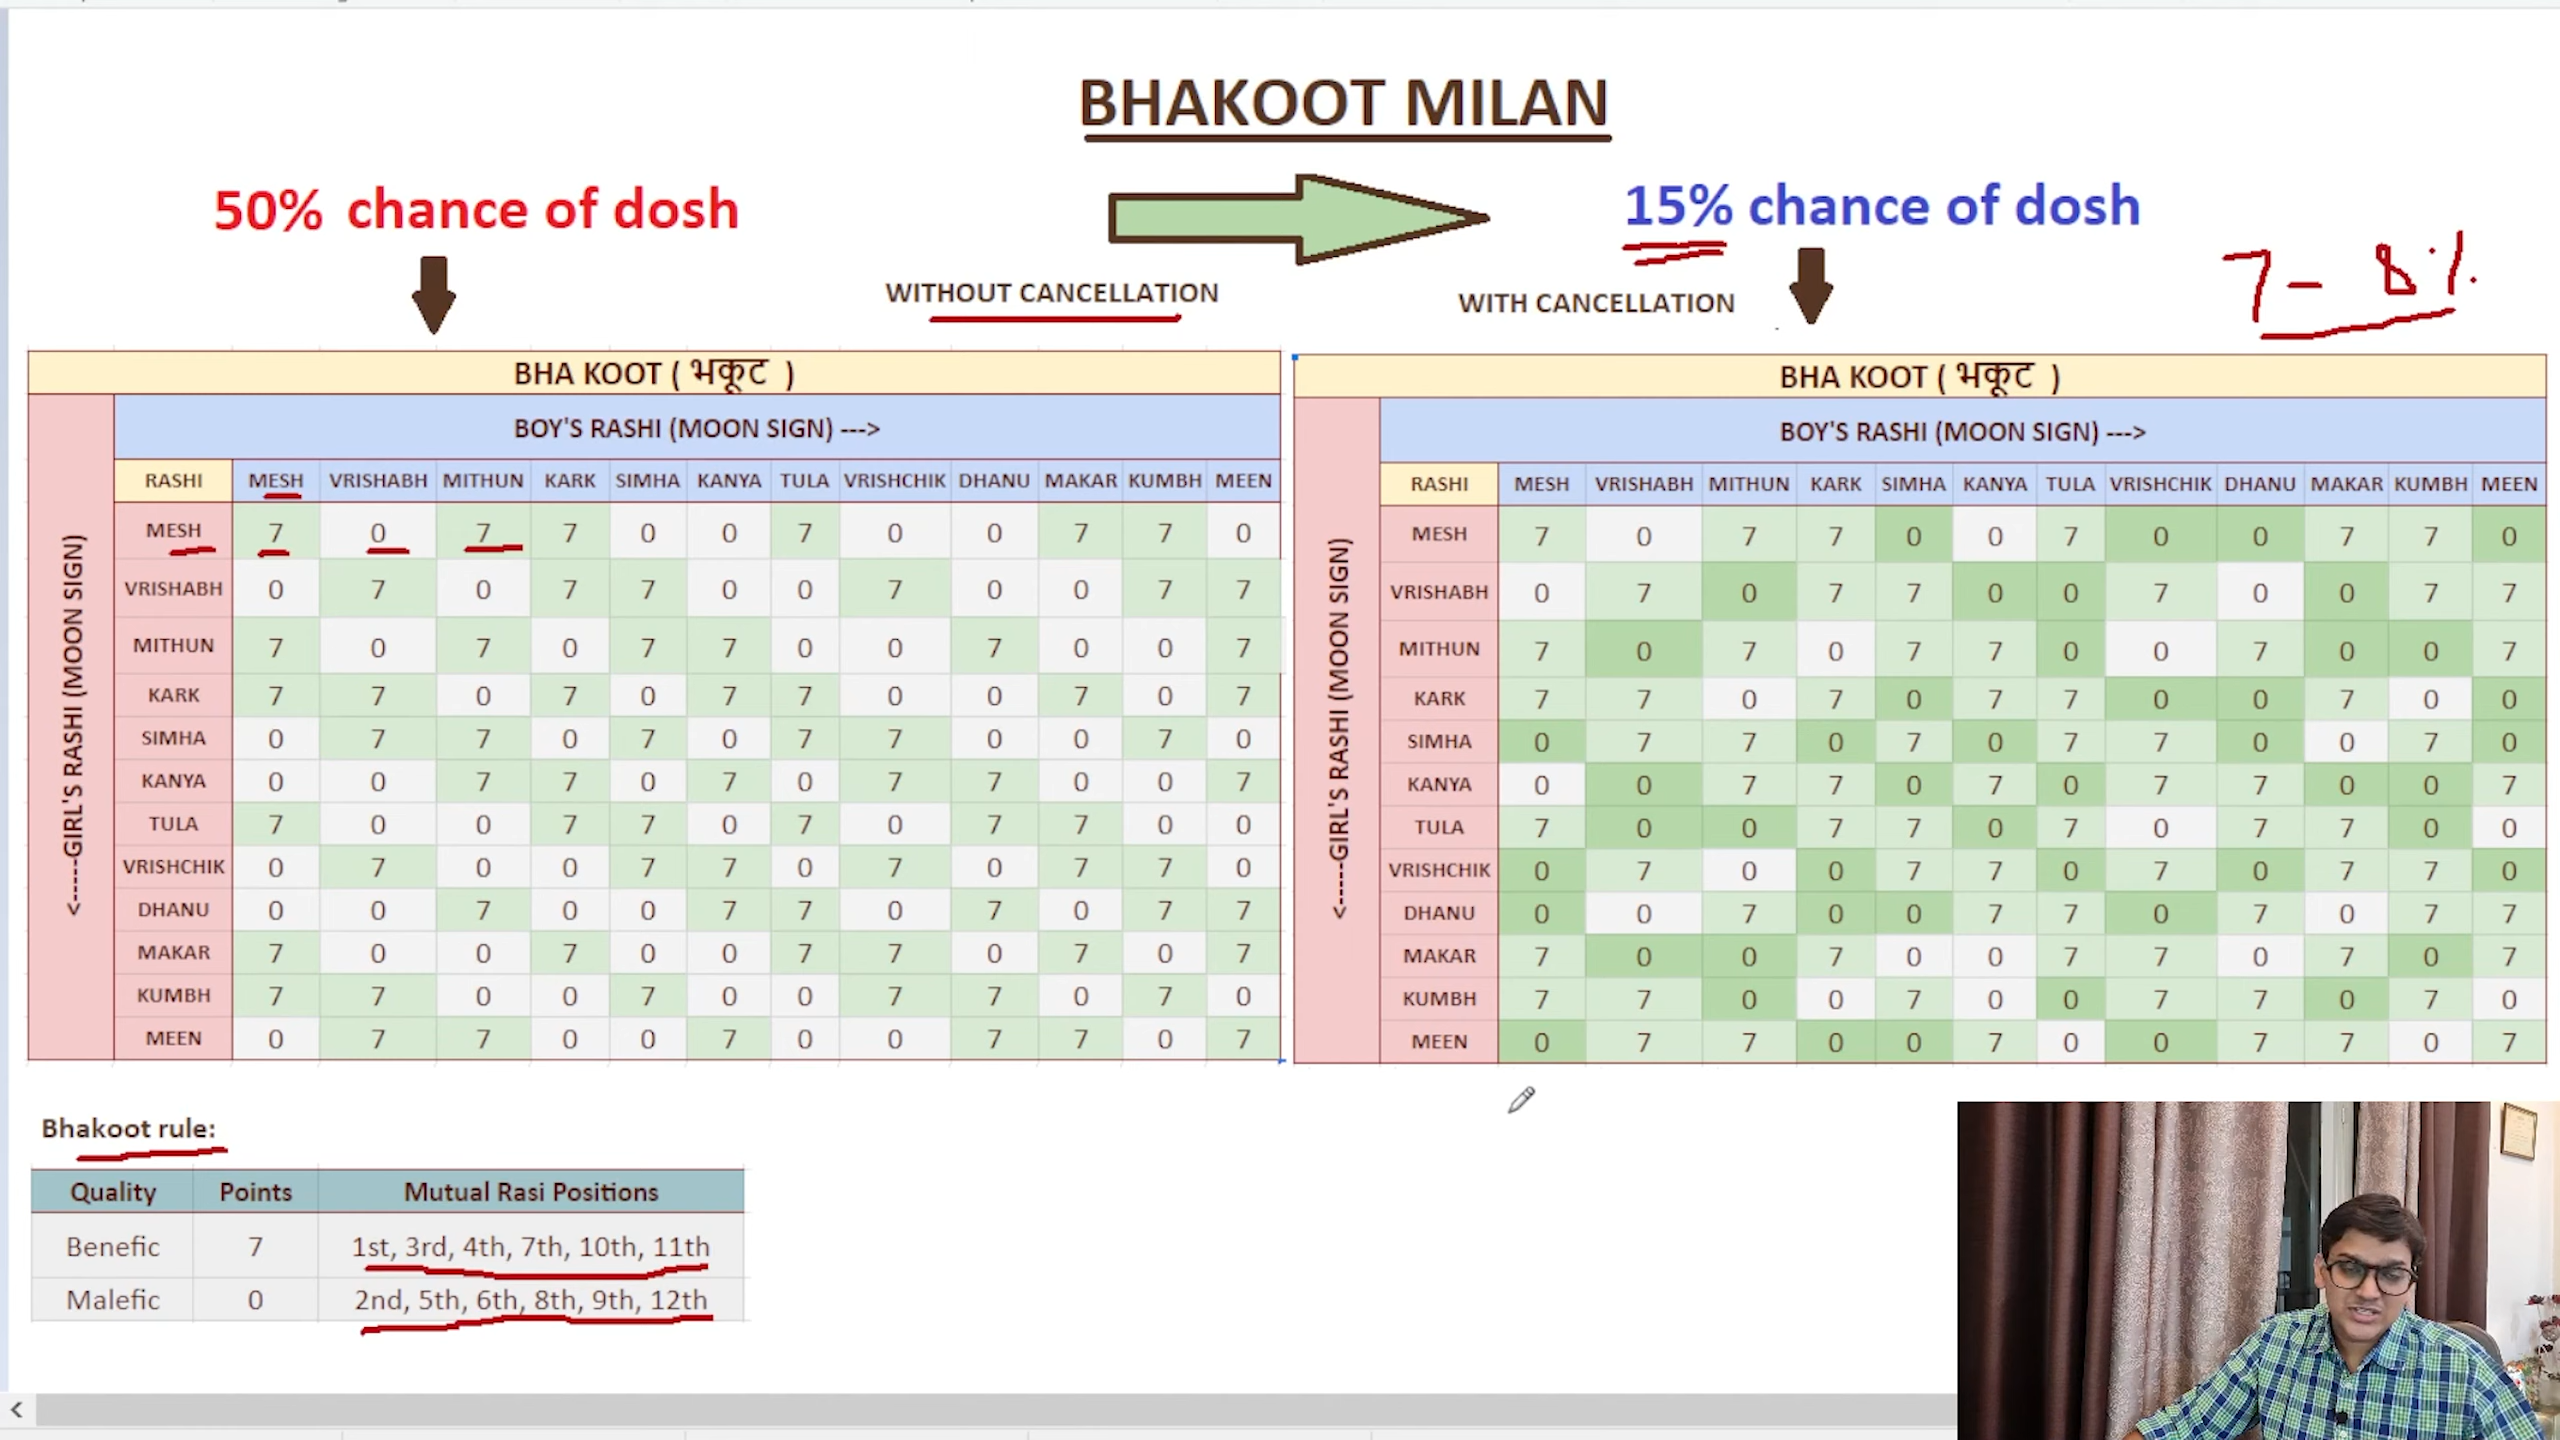 BHAKOOT MILAN
50% chance of dosh
15% chance of dosh
7 - 8%
WITHOUT CANCELLATION
WITH CANCELLATION
BHA KOOT ( भकूट )
BOY'S RASHI (MOON SIGN) --->
<-----GIRL'S RASHI (MOON SIGN)
RASHI MESH VRISHABH MITHUN KARK SIMHA KANYA TULA VRISHCHIK DHANU MAKAR KUMBH MEEN
MESH 7 0 7 7 0 0 7 0 0 7 7 0
VRISHABH 0 7 0 7 7 0 0 7 0 0 7 7
MITHUN 7 0 7 0 7 7 0 0 7 0 0 7
KARK 7 7 0 7 0 7 7 0 0 7 0 7
SIMHA 0 7 7 0 7 0 7 7 0 0 7 0
KANYA 0 0 7 7 0 7 0 7 7 0 0 7
TULA 7 0 0 7 7 0 7 0 7 7 0 0
VRISHCHIK 0 7 0 0 7 7 0 7 0 7 7 0
DHANU 0 0 7 0 0 7 7 0 7 0 7 7
MAKAR 7 0 0 7 0 0 7 7 0 7 0 7
KUMBH 7 7 0 0 7 0 0 7 7 0 7 0
MEEN 0 7 7 0 0 7 0 0 7 7 0 7
BHA KOOT ( भकूट )
BOY'S RASHI (MOON SIGN) --->
<-----GIRL'S RASHI (MOON SIGN)
RASHI MESH VRISHABH MITHUN KARK SIMHA KANYA TULA VRISHCHIK DHANU MAKAR KUMBH MEEN
MESH 7 0 7 7 0 0 7 0 0 7 7 0
VRISHABH 0 7 0 7 7 0 0 7 0 0 7 7
MITHUN 7 0 7 0 7 7 0 0 7 0 0 7
KARK 7 7 0 7 0 7 7 0 0 7 0 0
SIMHA 0 7 7 0 7 0 7 7 0 0 7 0
KANYA 0 0 7 7 0 7 0 7 7 0 0 7
TULA 7 0 0 7 7 0 7 0 7 7 0 0
VRISHCHIK 0 7 0 0 7 7 0 7 0 7 7 0
DHANU 0 0 7 0 0 7 7 0 7 0 7 7
MAKAR 7 0 0 7 0 0 7 7 0 7 0 7
KUMBH 7 7 0 0 7 0 0 7 7 0 7 0
MEEN 0 7 7 0 0 7 0 0 7 7 0 7
Bhakoot rule:
Quality Points Mutual Rasi Positions
Benefic 7 1st, 3rd, 4th, 7th, 10th, 11th
Malefic 0 2nd, 5th, 6th, 8th, 9th, 12th